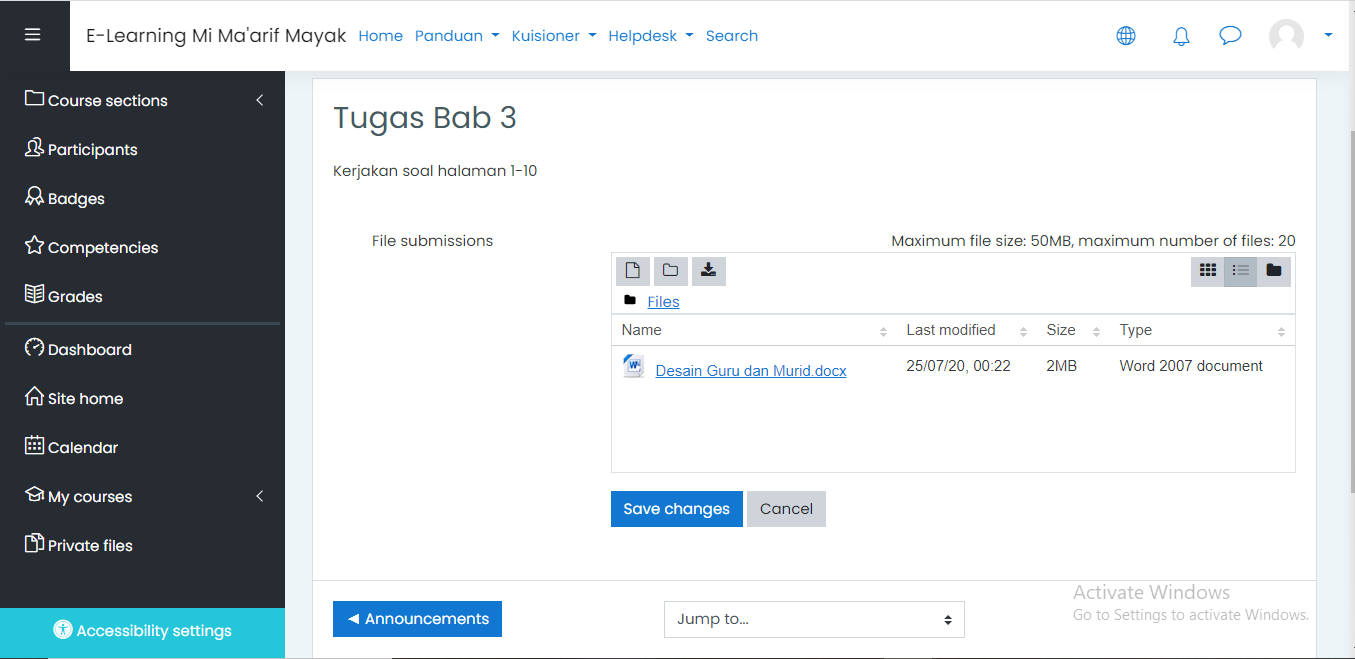 E-Learning Mi Ma'arif Mayak Home Panduan Kuisioner Helpdesk Search
Course sections
Participants
Badges
Competencies
Grades
Dashboard
Site home
Calendar
My courses
Private files
Accessibility settings
Tugas Bab 3
Kerjakan soal halaman 1-10
File submissions
Maximum file size: 50MB, maximum number of files: 20
Files
Name Last modified Size Type
Desain Guru dan Murid.docx 25/07/20, 00:22 2MB Word 2007 document
Save changes Cancel
◄ Announcements Jump to...
Activate Windows
Go to Settings to activate Windows.